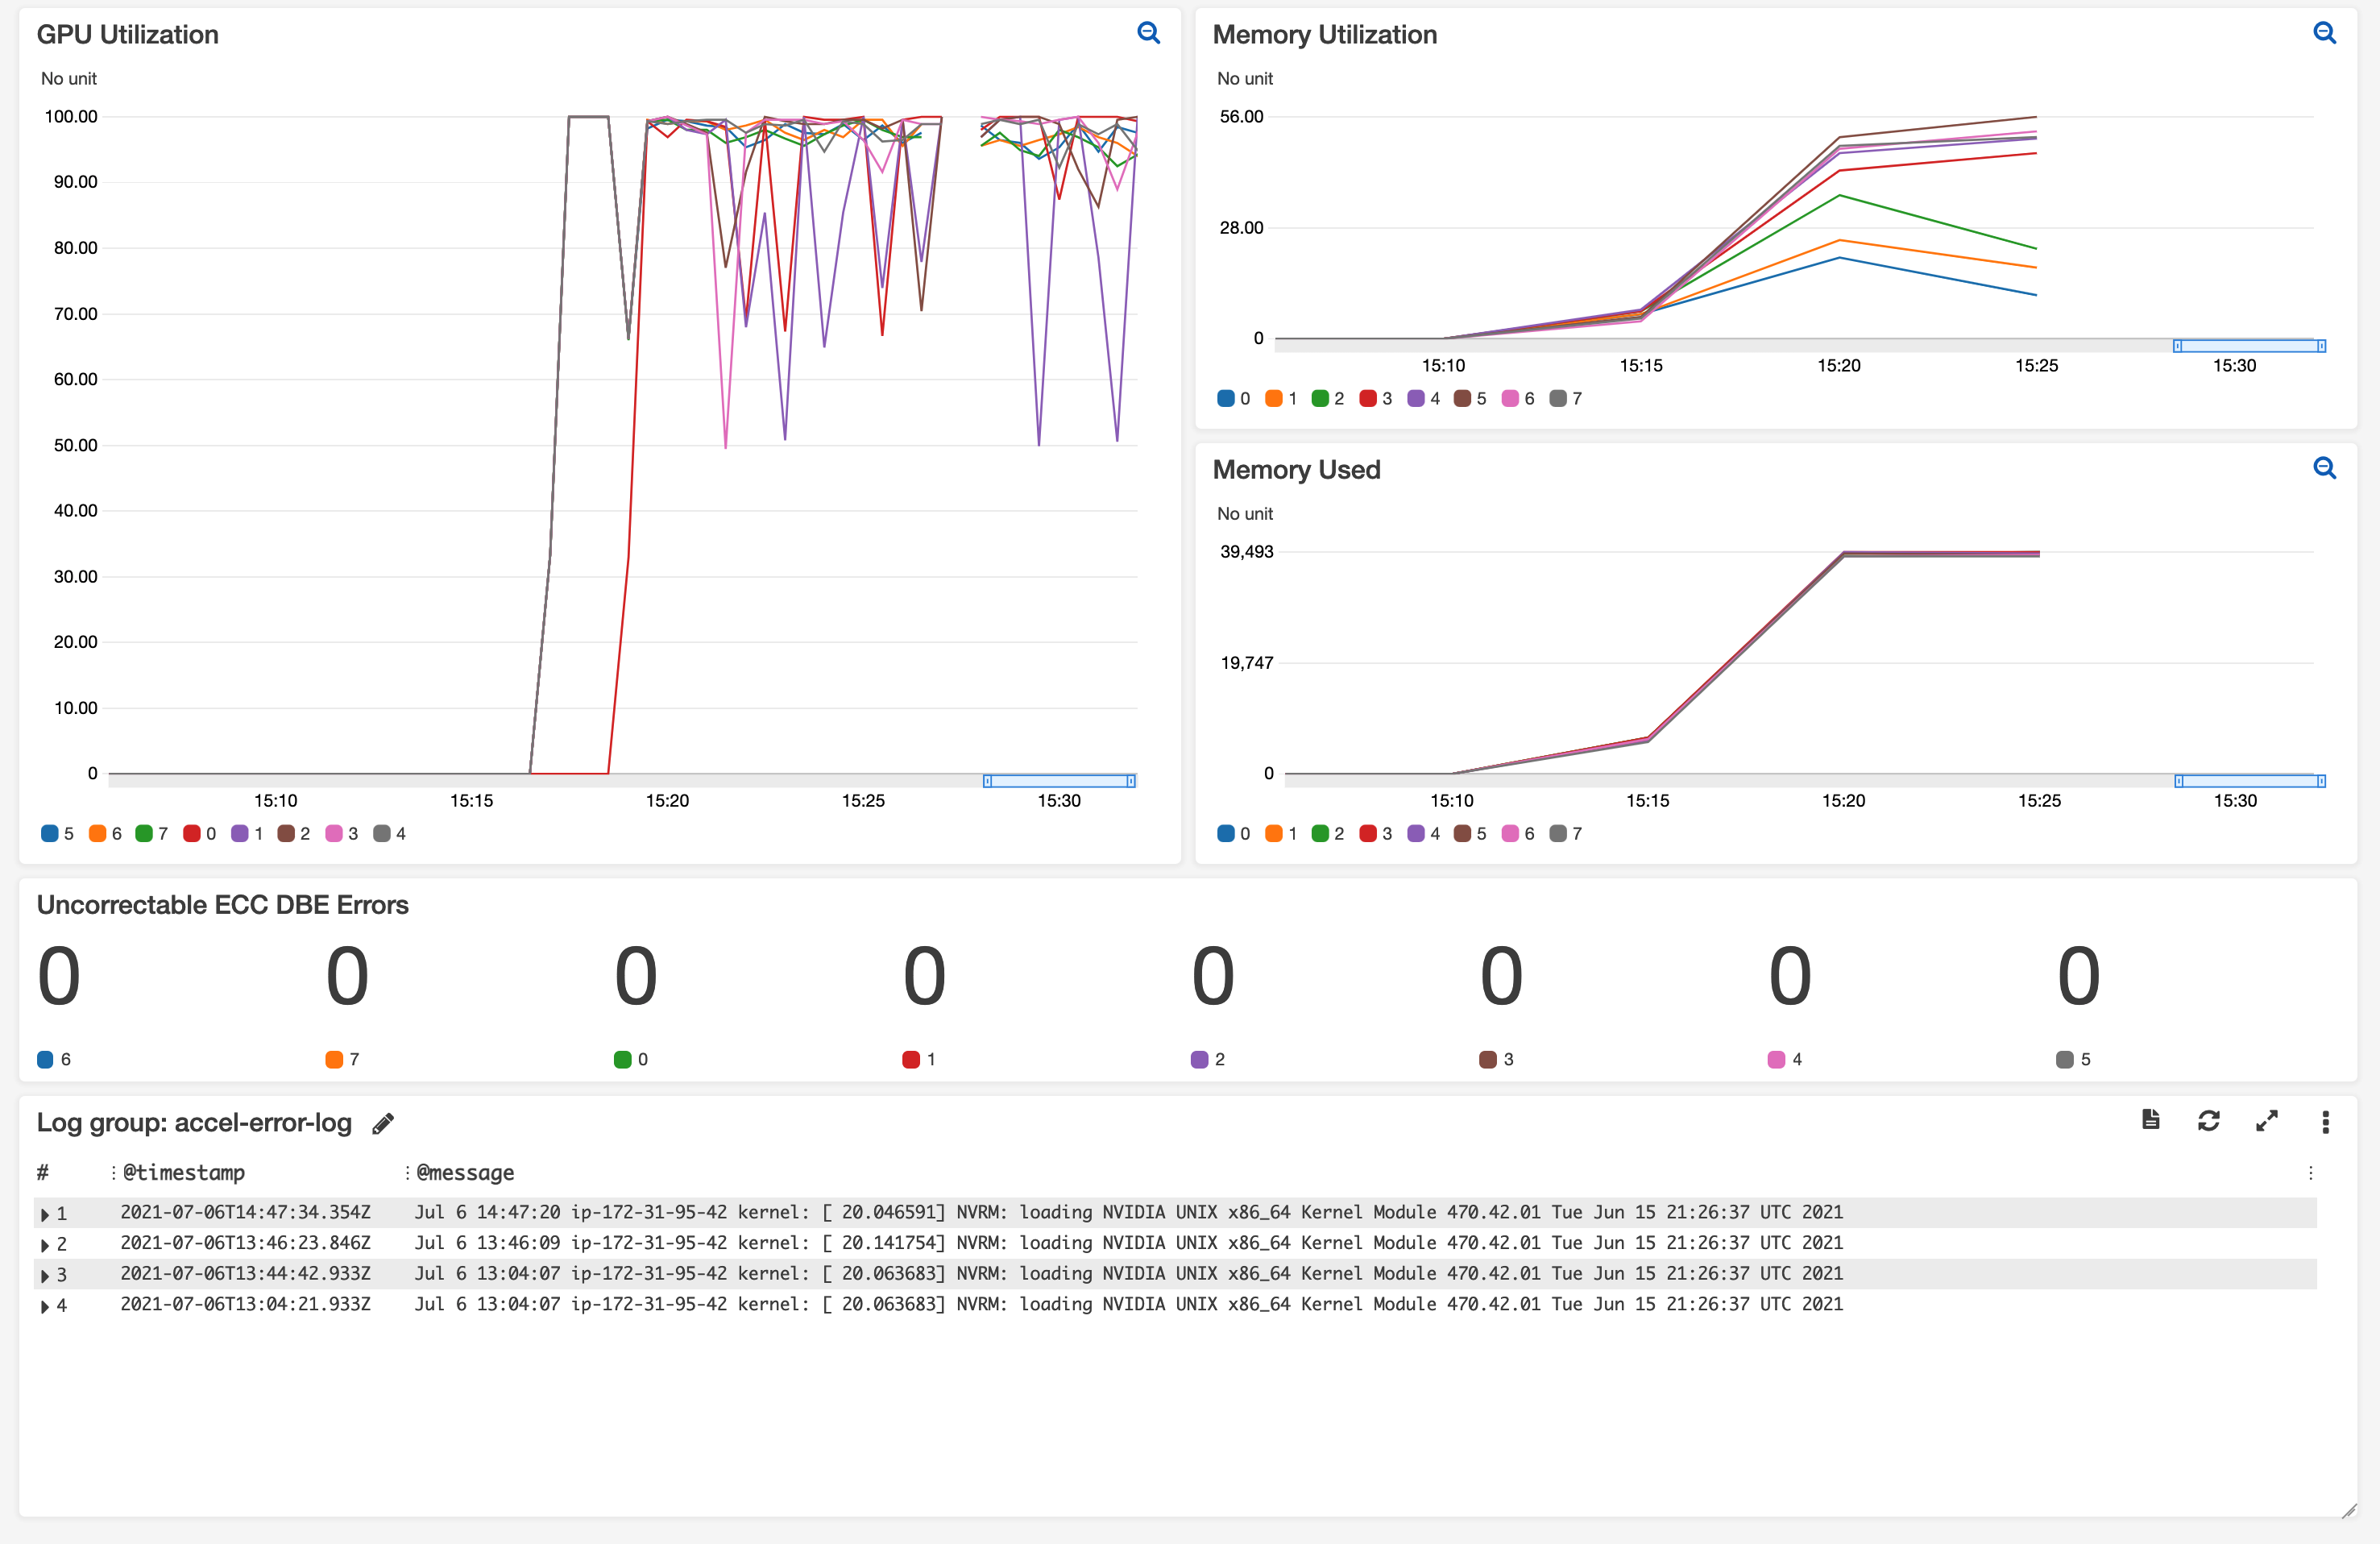 GPU Utilization
No unit
100.00
90.00
80.00
70.00
60.00
50.00
40.00
30.00
20.00
10.00
0
15:10 15:15 15:20 15:25 15:30
5 6 7 0 1 2 3 4
Memory Utilization
No unit
56.00
28.00
0
15:10 15:15 15:20 15:25 15:30
0 1 2 3 4 5 6 7
Memory Used
No unit
39,493
19,747
0
15:10 15:15 15:20 15:25 15:30
0 1 2 3 4 5 6 7
Uncorrectable ECC DBE Errors
0 0 0 0 0 0 0 0
6 7 0 1 2 3 4 5
Log group: accel-error-log
# @timestamp @message
1 2021-07-06T14:47:34.354Z Jul 6 14:47:20 ip-172-31-95-42 kernel: [ 20.046591] NVRM: loading NVIDIA UNIX x86_64 Kernel Module 470.42.01 Tue Jun 15 21:26:37 UTC 2021
2 2021-07-06T13:46:23.846Z Jul 6 13:46:09 ip-172-31-95-42 kernel: [ 20.141754] NVRM: loading NVIDIA UNIX x86_64 Kernel Module 470.42.01 Tue Jun 15 21:26:37 UTC 2021
3 2021-07-06T13:44:42.933Z Jul 6 13:04:07 ip-172-31-95-42 kernel: [ 20.063683] NVRM: loading NVIDIA UNIX x86_64 Kernel Module 470.42.01 Tue Jun 15 21:26:37 UTC 2021
4 2021-07-06T13:04:21.933Z Jul 6 13:04:07 ip-172-31-95-42 kernel: [ 20.063683] NVRM: loading NVIDIA UNIX x86_64 Kernel Module 470.42.01 Tue Jun 15 21:26:37 UTC 2021